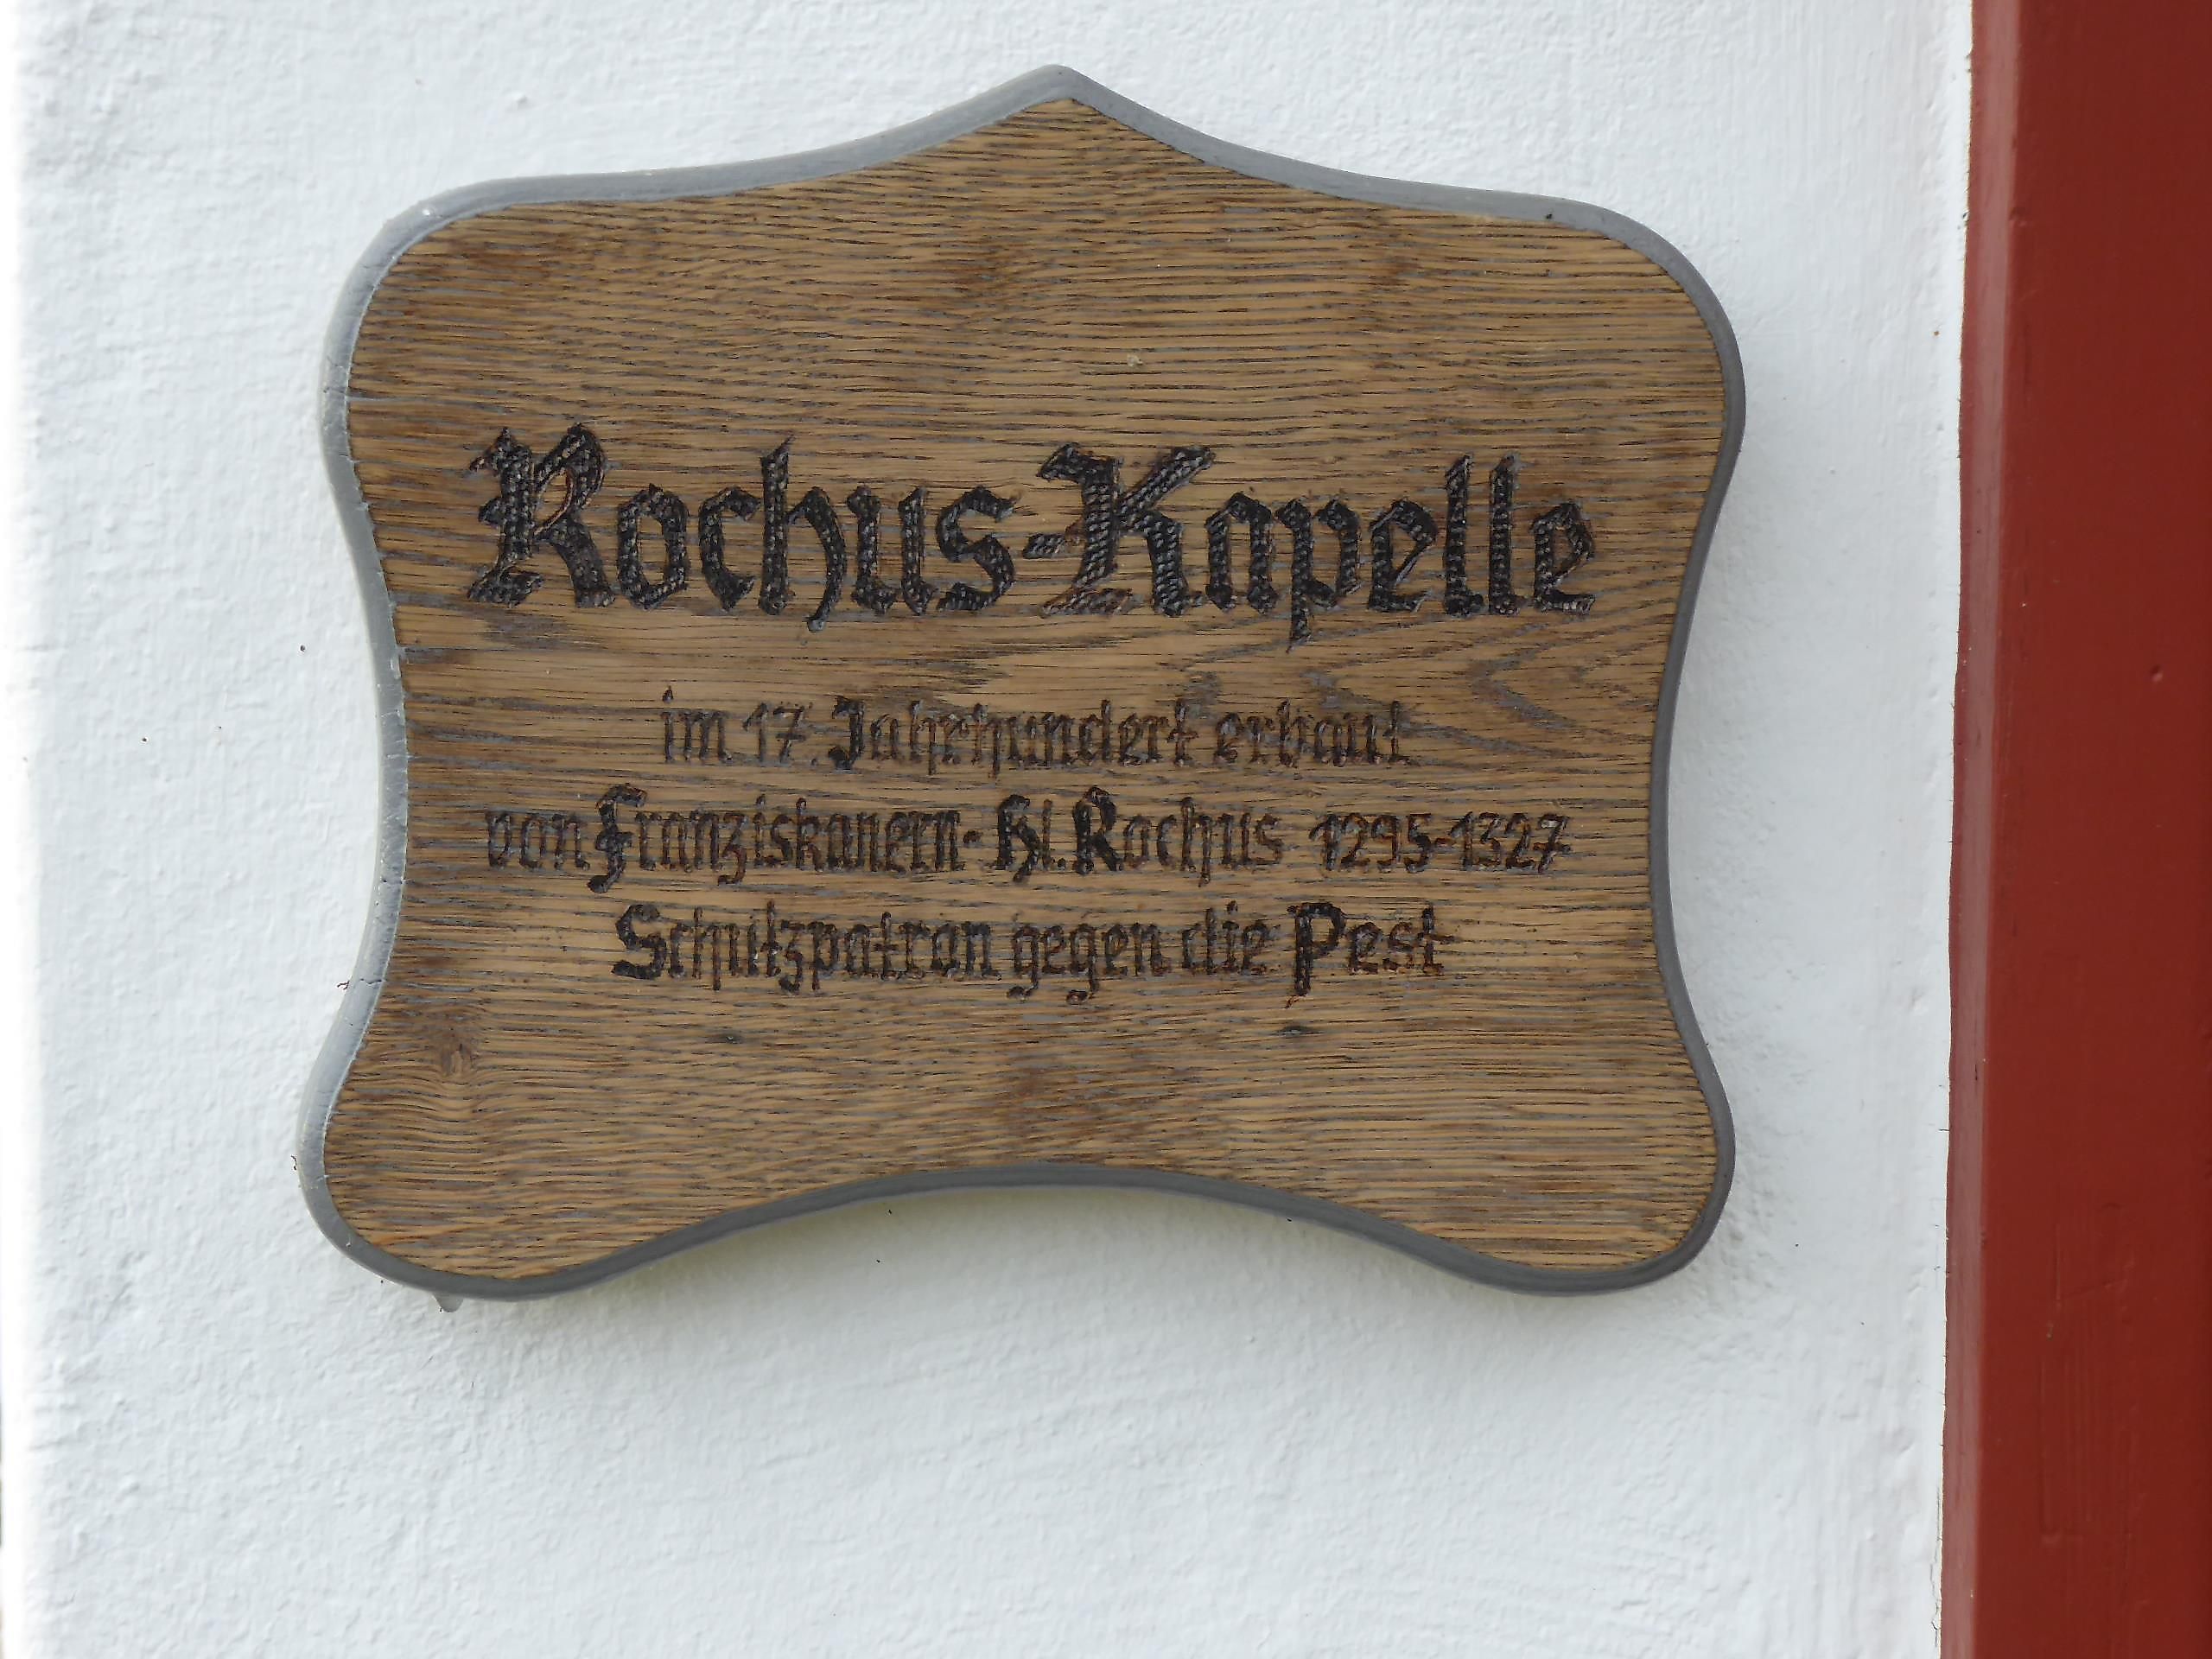 Rochus-Kapelle
im 17. Jahrhundert erbaut
von Franziskanern - Hl. Rochus 1295-1327
Schutzpatron gegen die Pest